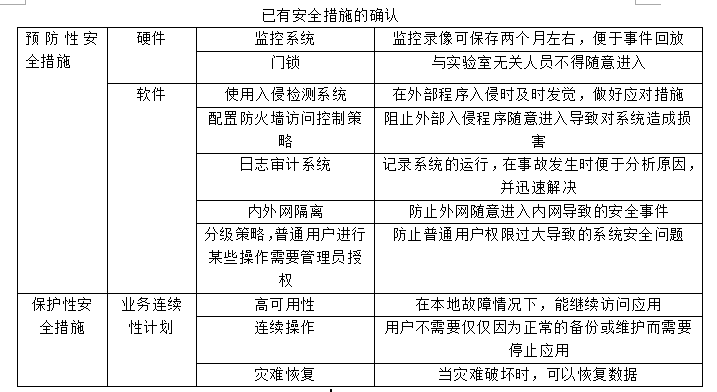 已有安全措施的确认
预防性安
全措施
硬件
监控系统
监控录像可保存两个月左右，便于事件回放
门锁
与实验室无关人员不得随意进入
软件
使用入侵检测系统
在外部程序入侵时及时发觉，做好应对措施
配置防火墙访问控制策
略
阻止外部入侵程序随意进入导致对系统造成损
害
日志审计系统
记录系统的运行，在事故发生时便于分析原因，
并迅速解决
内外网隔离
防止外网随意进入内网导致的安全事件
分级策略，普通用户进行
某些操作需要管理员授
权
防止普通用户权限过大导致的系统安全问题
保护性安
全措施
业务连续
性计划
高可用性
在本地故障情况下，能继续访问应用
连续操作
用户不需要仅仅因为正常的备份或维护而需要
停止应用
灾难恢复
当灾难破坏时，可以恢复数据